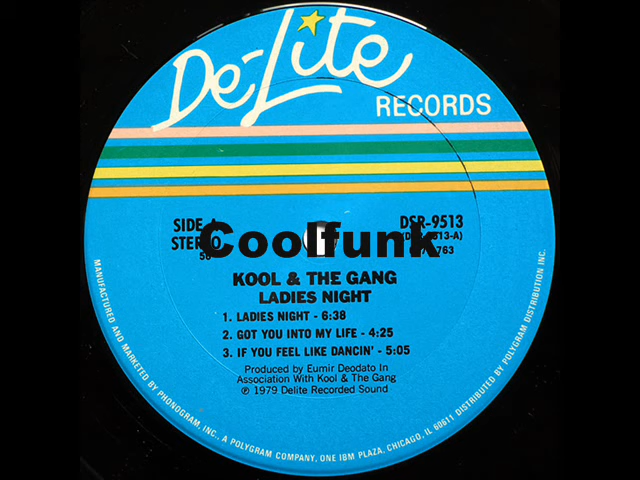 De-Lite
RECORDS
SIDE
STEREO
DSR-9513
Coolfunk
KOOL & THE GANG
LADIES NIGHT
1. LADIES NIGHT - 6:38
2. GOT YOU INTO MY LIFE - 4:25
3. IF YOU FEEL LIKE DANCIN' - 5:05
Produced by Eumir Deodato In
Association With Kool & The Gang
℗ 1979 Delite Recorded Sound
MANUFACTURED AND MARKETED BY PHONOGRAM, INC., A POLYGRAM COMPANY, ONE IBM PLAZA, CHICAGO, IL 60611 DISTRIBUTED BY POLYGRAM DISTRIBUTION INC.